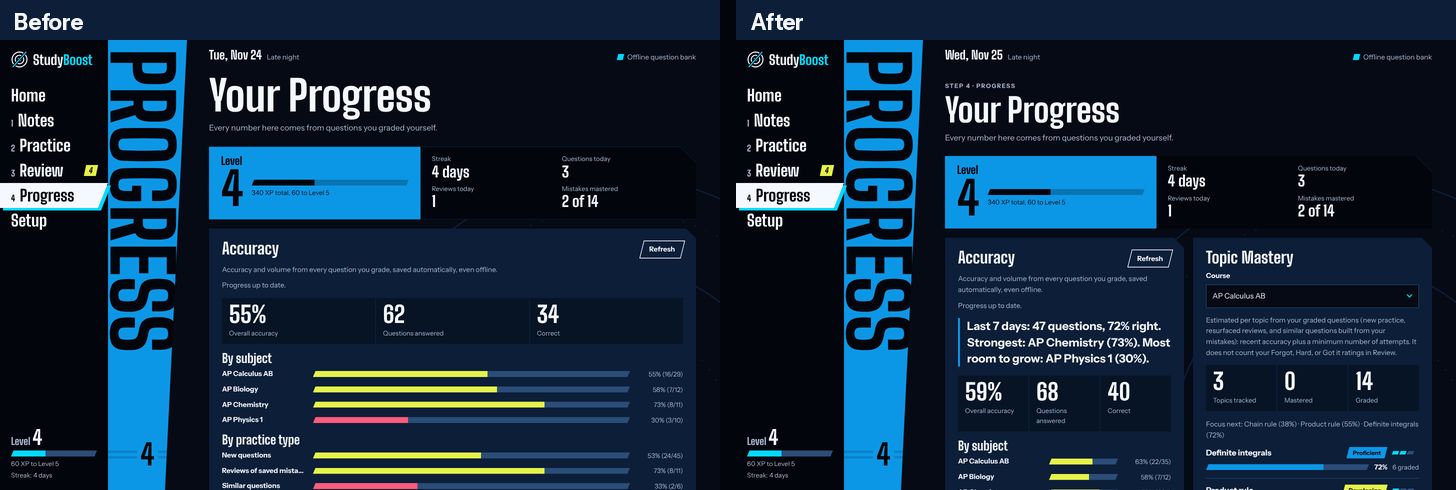 Before
StudyBoost
Home
1 Notes
2 Practice
3 Review 4
4 Progress
Setup
Level 4
60 XP to Level 5
Streak: 4 days
PROGRESS
4
Tue, Nov 24 Late night
Offline question bank
Your Progress
Every number here comes from questions you graded yourself.
Level
4
340 XP total, 60 to Level 5
Streak
4 days
Questions today
3
Reviews today
1
Mistakes mastered
2 of 14
Accuracy
Refresh
Accuracy and volume from every question you grade, saved automatically, even offline.
Progress up to date.
55%
Overall accuracy
62
Questions answered
34
Correct
By subject
AP Calculus AB 55% (16/29)
AP Biology 58% (7/12)
AP Chemistry 73% (8/11)
AP Physics 1 30% (3/10)
By practice type
New questions 53% (24/45)
Reviews of saved mista... 73% (8/11)
Similar questions 33% (2/6)
After
StudyBoost
Home
1 Notes
2 Practice
3 Review 4
4 Progress
Setup
Level 4
60 XP to Level 5
Streak: 4 days
PROGRESS
4
Wed, Nov 25 Late night
Offline question bank
STEP 4 · PROGRESS
Your Progress
Every number here comes from questions you graded yourself.
Level
4
340 XP total, 60 to Level 5
Streak
4 days
Questions today
3
Reviews today
1
Mistakes mastered
2 of 14
Accuracy
Refresh
Accuracy and volume from every question you grade, saved
automatically, even offline.
Progress up to date.
Last 7 days: 47 questions, 72% right.
Strongest: AP Chemistry (73%). Most
room to grow: AP Physics 1 (30%).
59%
Overall accuracy
68
Questions
answered
40
Correct
By subject
AP Calculus AB 63% (22/35)
AP Biology 58% (7/12)
Topic Mastery
Course
AP Calculus AB
Estimated per topic from your graded questions (new practice,
resurfaced reviews, and similar questions built from your
mistakes): recent accuracy plus a minimum number of attempts. It
does not count your Forgot, Hard, or Got it ratings in Review.
3
Topics tracked
0
Mastered
14
Graded
Focus next: Chain rule (38%) · Product rule (55%) · Definite integrals
(72%)
Definite integrals Proficient
72% 6 graded
Product rule Developing